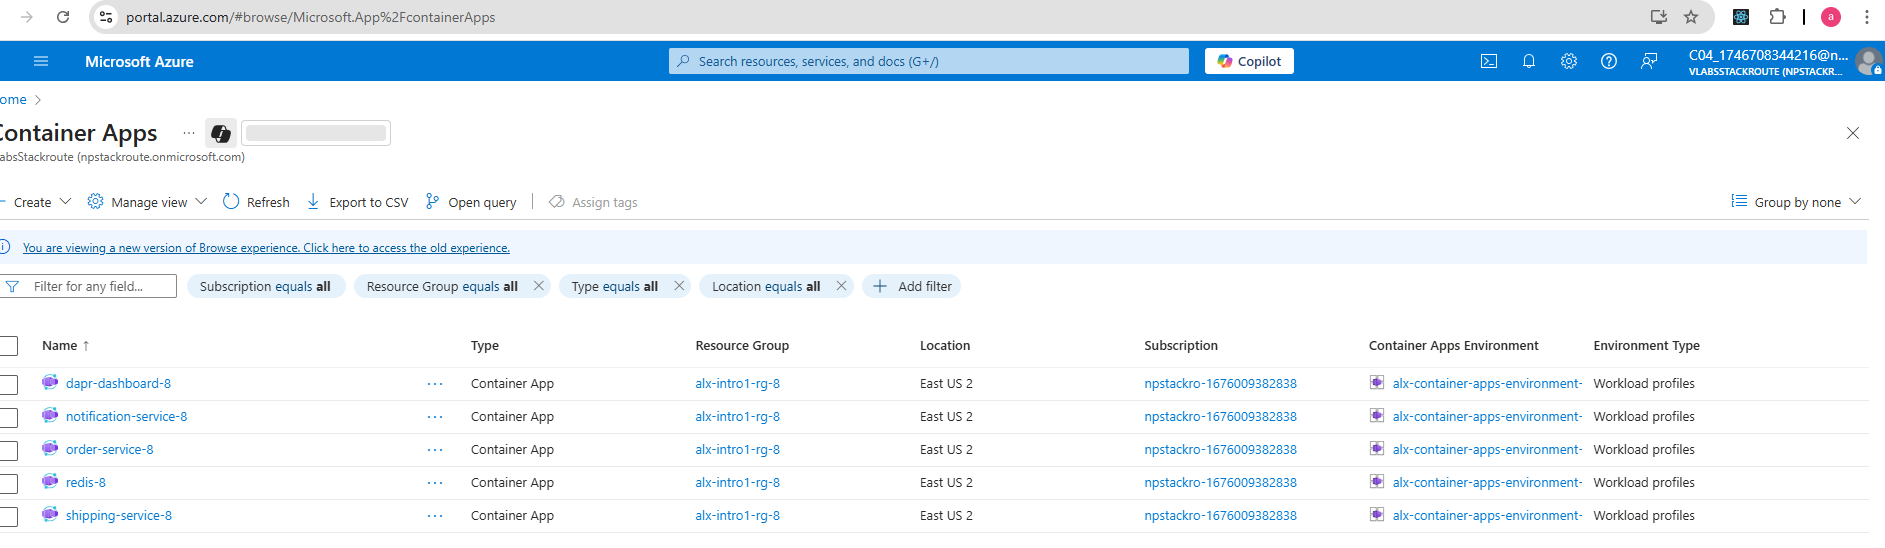 portal.azure.com/#browse/Microsoft.App%2FcontainerApps
a
Microsoft Azure
Search resources, services, and docs (G+/)
Copilot
C04_1746708344216@n...
VLABSSTACKROUTE (NPSTACKR...
ome
ontainer Apps ...
absStackroute (npstackroute.onmicrosoft.com)
Create Manage view Refresh Export to CSV Open query Assign tags Group by none
You are viewing a new version of Browse experience. Click here to access the old experience.
Filter for any field... Subscription equals all Resource Group equals all Type equals all Location equals all Add filter
Name ↑ Type Resource Group Location Subscription Container Apps Environment Environment Type
dapr-dashboard-8 ... Container App alx-intro1-rg-8 East US 2 npstackro-1676009382838 alx-container-apps-environment- Workload profiles
notification-service-8 ... Container App alx-intro1-rg-8 East US 2 npstackro-1676009382838 alx-container-apps-environment- Workload profiles
order-service-8 ... Container App alx-intro1-rg-8 East US 2 npstackro-1676009382838 alx-container-apps-environment- Workload profiles
redis-8 ... Container App alx-intro1-rg-8 East US 2 npstackro-1676009382838 alx-container-apps-environment- Workload profiles
shipping-service-8 ... Container App alx-intro1-rg-8 East US 2 npstackro-1676009382838 alx-container-apps-environment- Workload profiles